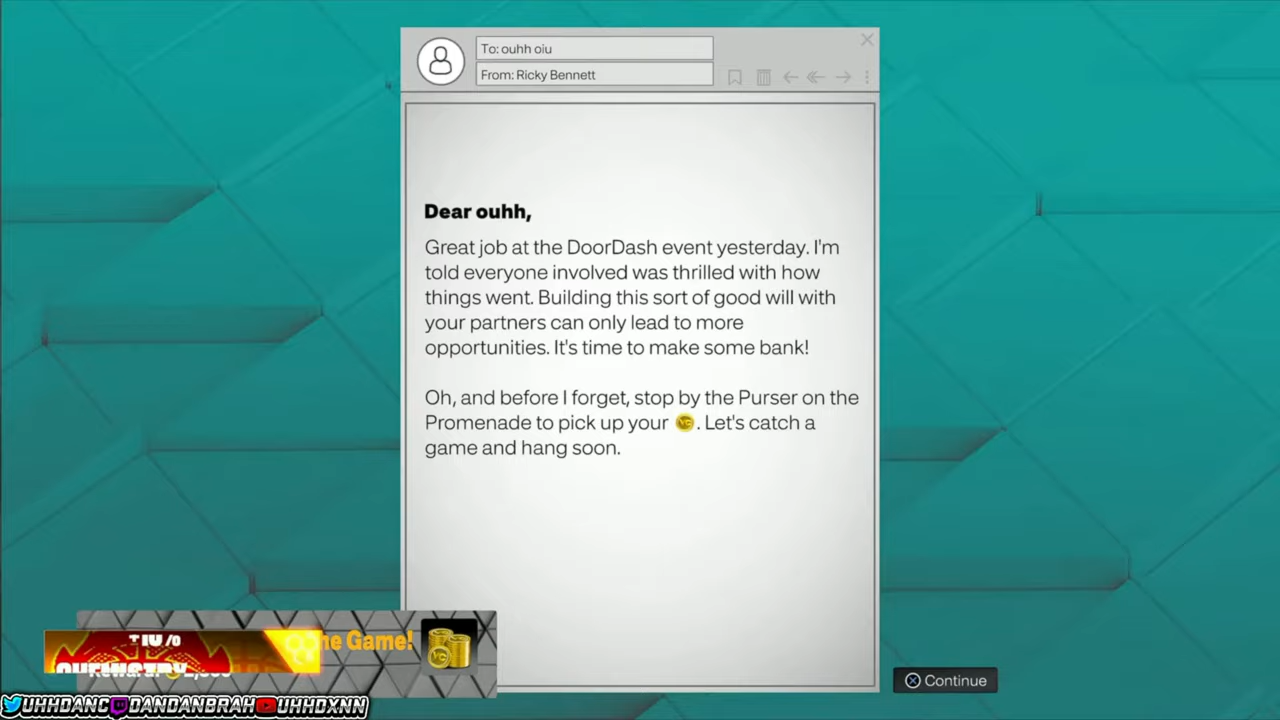 To: ouhh oiu
From: Ricky Bennett
Dear ouhh,
Great job at the DoorDash event yesterday. I'm
told everyone involved was thrilled with how
things went. Building this sort of good will with
your partners can only lead to more
opportunities. It's time to make some bank!
Oh, and before I forget, stop by the Purser on the
Promenade to pick up your VC. Let's catch a
game and hang soon.
he Game!
VC
CHEMISTRY
Continue
UHHDANC DANDANBRAH UHHDXNN